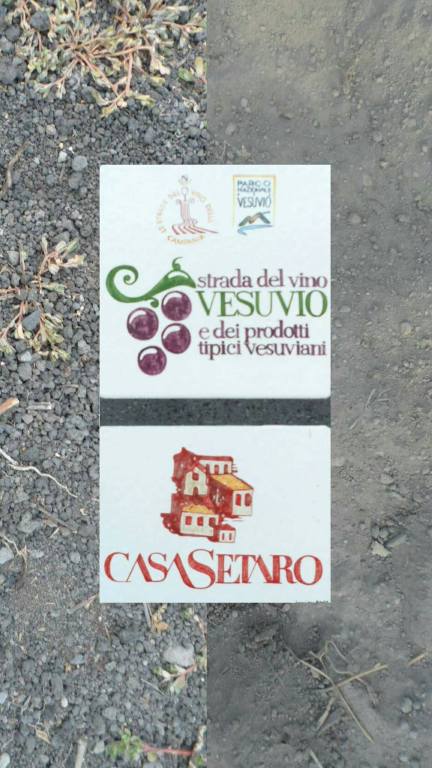 PARCO
NAZIONALE
VESUVIO
strada del vino
VESUVIO
e dei prodotti
tipici vesuviani
CASASETARO